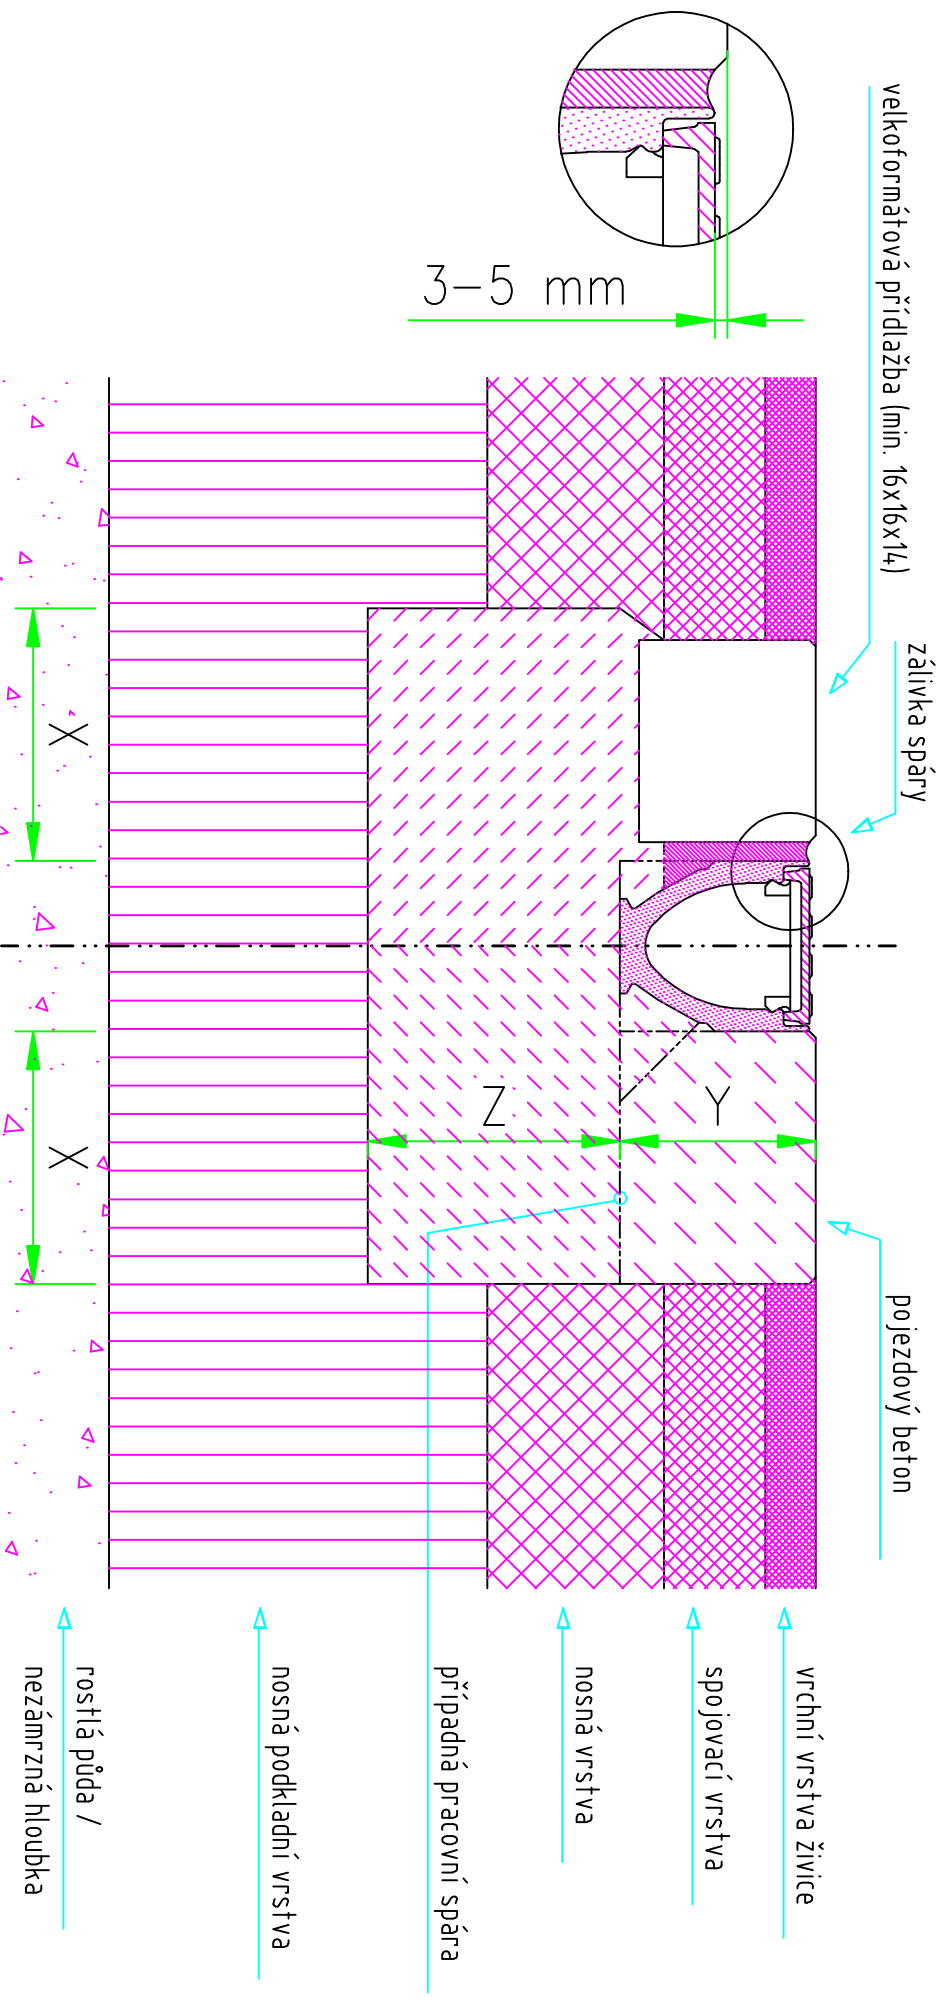 velkoformátová přídlažba (min. 16x16x14)
zálivka spáry
pojezdový beton
3-5 mm
X
X
Z
Y
vrchní vrstva živice
spojovací vrstva
nosná vrstva
případná pracovní spára
nosná podkladní vrstva
rostlá půda /
nezámrzná hloubka